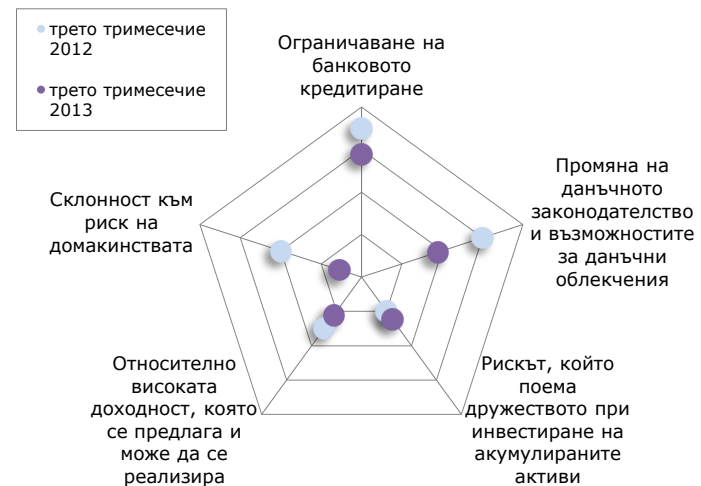 трето тримесечие
2012
трето тримесечие
2013
Ограничаване на
банковото
кредитиране
Промяна на
данъчното
законодателство
и възможностите
за данъчни
облекчения
Рискът, който
поема
дружеството при
инвестиране на
акумулираните
активи
Относително
високата
доходност, която
се предлага и
може да се
реализира
Склонност към
риск на
домакинствата